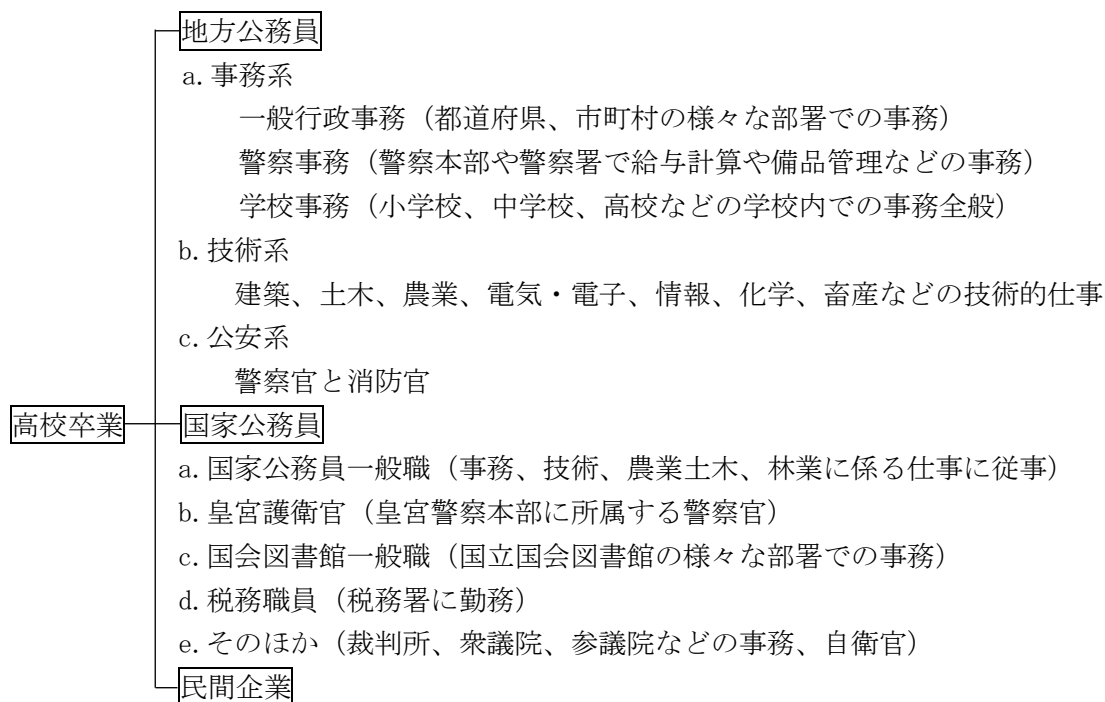 地方公務員
a.事務系
一般行政事務（都道府県、市町村の様々な部署での事務）
警察事務（警察本部や警察署で給与計算や備品管理などの事務）
学校事務（小学校、中学校、高校などの学校内での事務全般）
b.技術系
建築、土木、農業、電気・電子、情報、化学、畜産などの技術的仕事
c.公安系
警察官と消防官
高校卒業
国家公務員
a.国家公務員一般職（事務、技術、農業土木、林業に係る仕事に従事）
b.皇宮護衛官（皇宮警察本部に所属する警察官）
c.国会図書館一般職（国立国会図書館の様々な部署での事務）
d.税務職員（税務署に勤務）
e.そのほか（裁判所、衆議院、参議院などの事務、自衛官）
民間企業